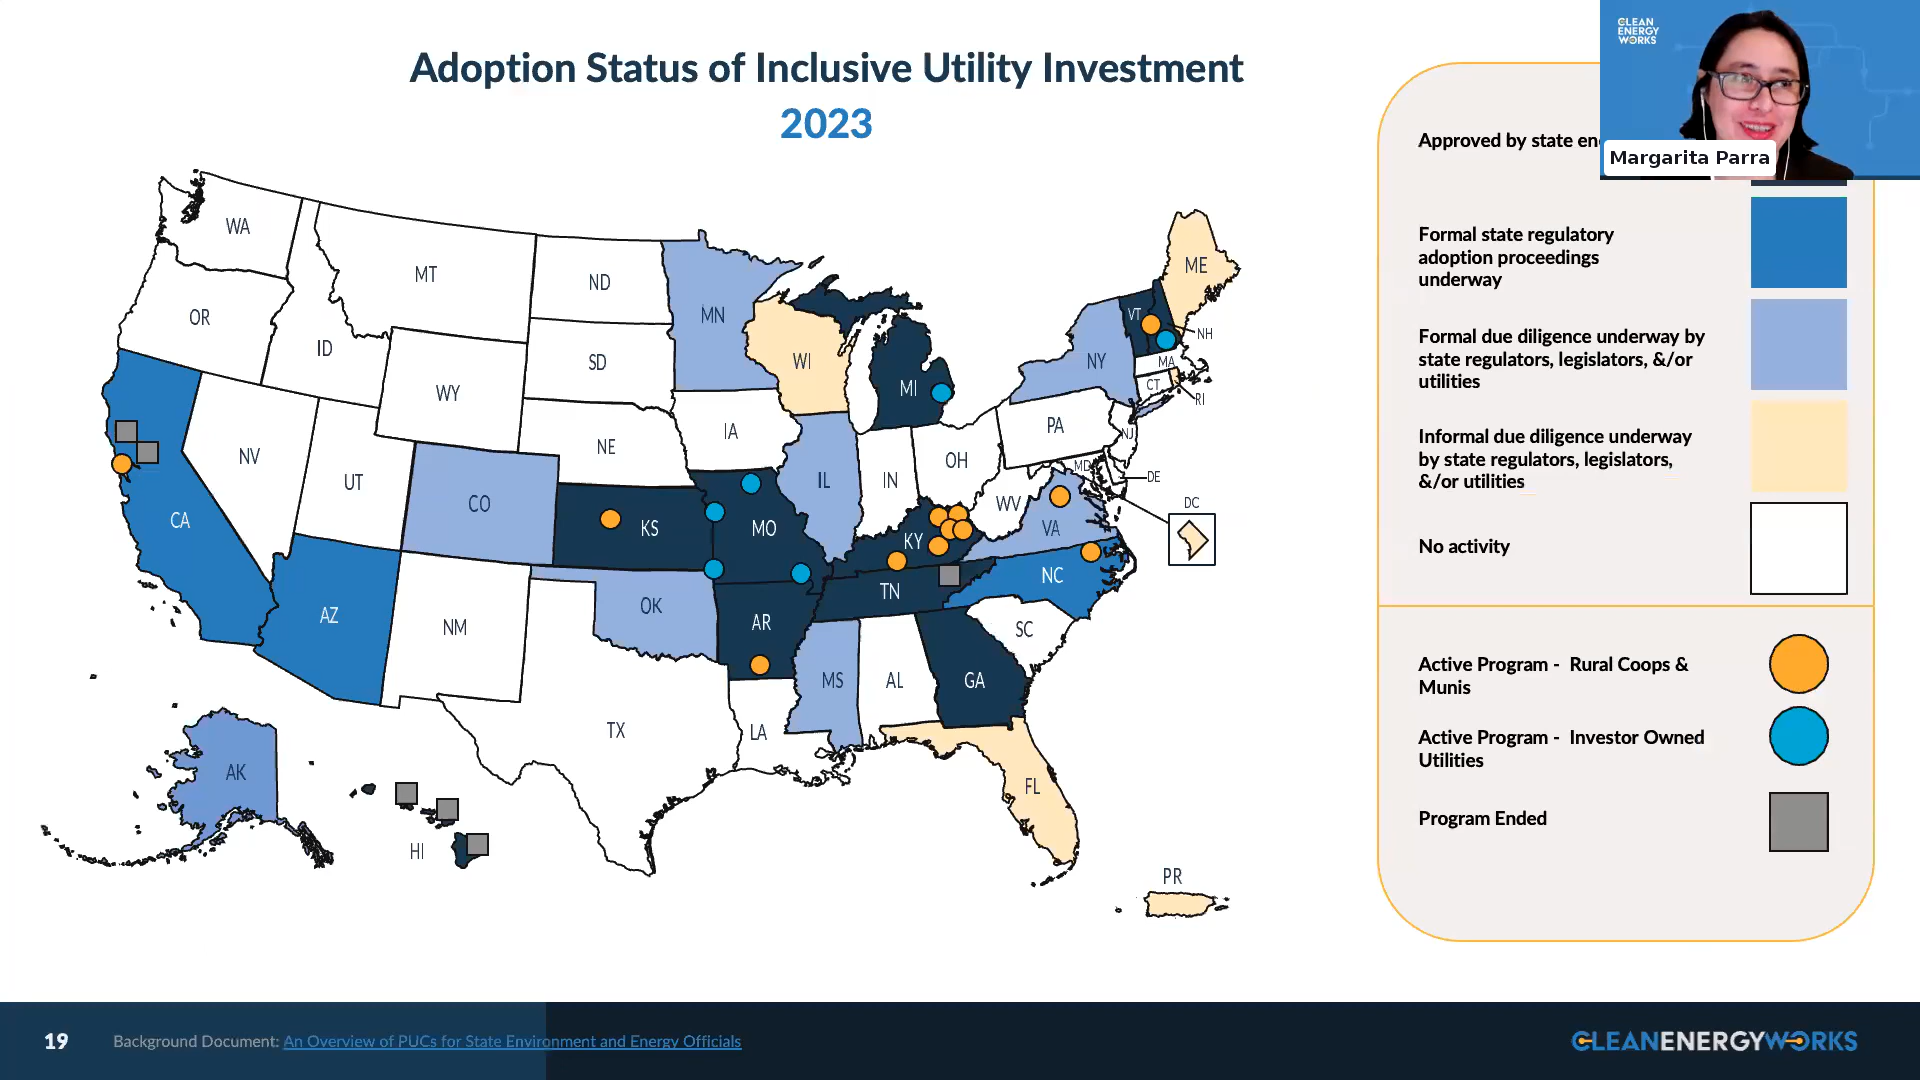 Adoption Status of Inclusive Utility Investment
2023
CLEAN
ENERGY
WORKS
Margarita Parra
Approved by state
Formal state regulatory
adoption proceedings
underway
Formal due diligence underway by
state regulators, legislators, &/or
utilities
Informal due diligence underway
by state regulators, legislators,
&/or utilities
No activity
Active Program - Rural Coops &
Munis
Active Program - Investor Owned
Utilities
Program Ended
WA
MT
ND
MN
ME
OR
ID
SD
WI
VT
NH
NY
MA
WY
MI
CT
RI
IA
PA
NJ
NV
NE
OH
MD
UT
CO
IL
IN
WV
DE
DC
CA
KS
MO
KY
VA
AZ
NM
OK
AR
TN
NC
SC
TX
LA
MS
AL
GA
AK
FL
HI
PR
19
Background Document: An Overview of PUCs for State Environment and Energy Officials
CLEANENERGYWORKS